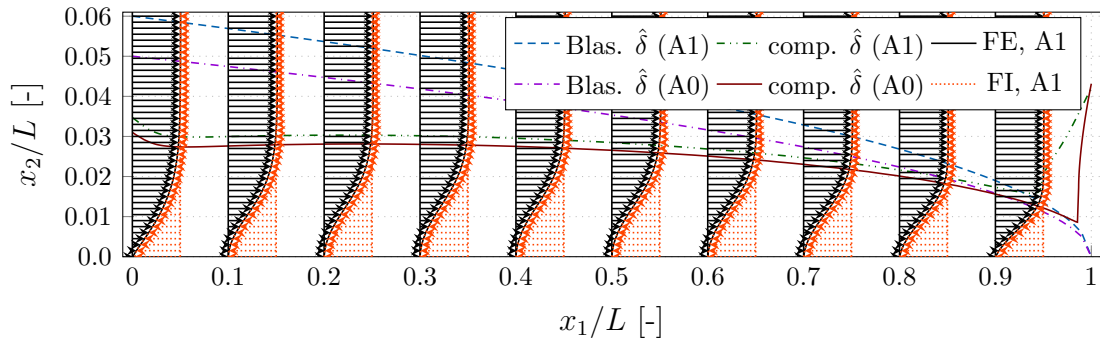 0.06
0.05
0.04
0.03
0.02
0.01
0.0
x₂/L [-]
Blas. δ̂ (A1) comp. δ̂ (A1) FE, A1
Blas. δ̂ (A0) comp. δ̂ (A0) FI, A1
0 0.1 0.2 0.3 0.4 0.5 0.6 0.7 0.8 0.9 1
x₁/L [-]